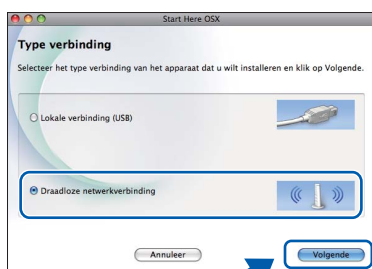 Start Here OSX
Type verbinding
Selecteer het type verbinding van het apparaat dat u wilt installeren en klik op Volgende.
Lokale verbinding (USB)
Draadloze netwerkverbinding
Annuleer
Volgende